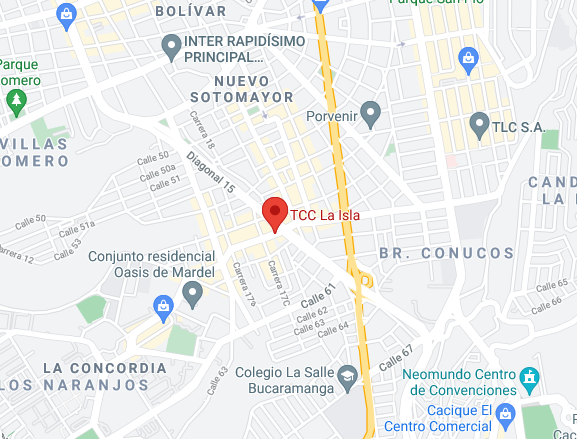 BOLÍVAR
Parque San Pío
INTER RAPIDÍSIMO
PRINCIPAL...
Parque
omero
NUEVO
SOTOMAYOR
Porvenir
TLC S.A.
VILLAS
OMERO
Carrera 18
Calle 50
Calle 50a
Calle 51
Diagonal 15
CAND
LA
TCC La Isla
Calle 50
Calle 51a
Calle 53
Carrera 12
BR. CONUCOS
Conjunto residencial
Oasis de Mardel
Carrera 17e
Carrera 17C
Calle 61
Calle 62
Calle 63
Calle 64
Calle 65
Calle 66
Calle 67
LA CONCORDIA
LOS NARANJOS
Calle 63
Colegio La Salle
Bucaramanga
Neomundo Centro
de Convenciones
Cacique El
Centro Comercial
Cac